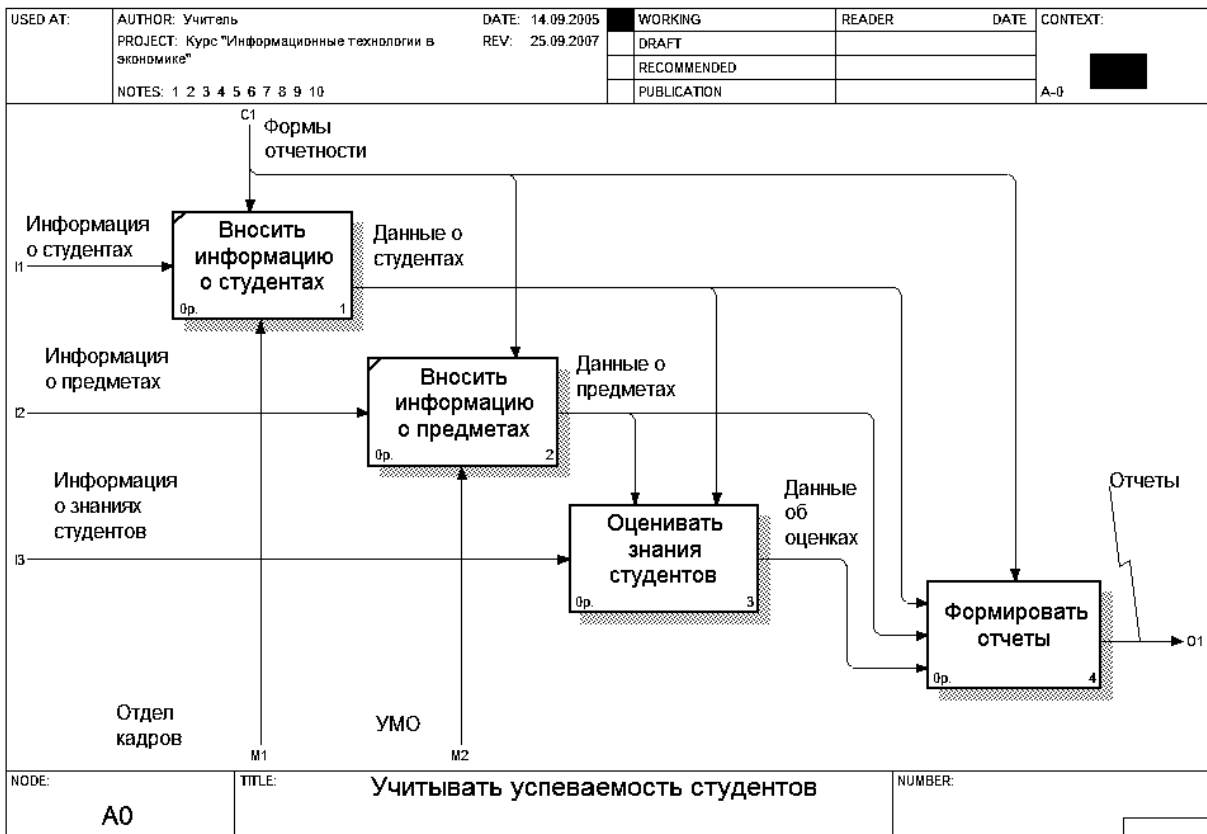 USED AT:
AUTHOR: Учитель
DATE: 14.09.2005
PROJECT: Курс "Информационные технологии в
экономике"
REV: 25.09.2007
NOTES: 1 2 3 4 5 6 7 8 9 10
WORKING
DRAFT
RECOMMENDED
PUBLICATION
READER DATE
CONTEXT:
A-0
C1
Формы
отчетности
Информация
о студентах
I1
Вносить
информацию
о студентах
0р. 1
Данные о
студентах
Информация
о предметах
I2
Вносить
информацию
о предметах
0р. 2
Данные о
предметах
Информация
о знаниях
студентов
I3
Оценивать
знания
студентов
0р. 3
Данные
об
оценках
Отчеты
Формировать
отчеты
0р. 4
O1
Отдел
кадров
M1
УМО
M2
NODE:
A0
TITLE:
Учитывать успеваемость студентов
NUMBER: